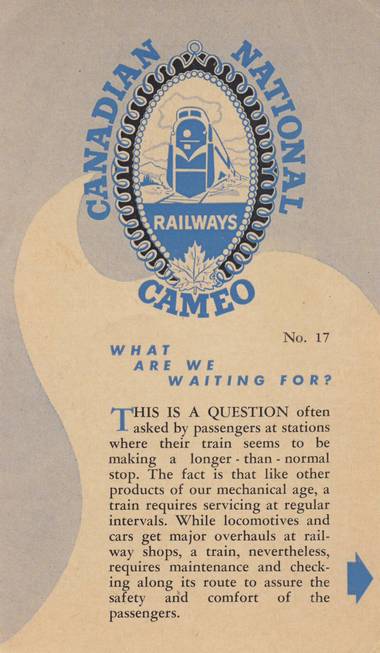 CANADIAN NATIONAL
RAILWAYS
CAMEO
No. 17
WHAT
ARE WE
WAITING FOR?
THIS IS A QUESTION often
asked by passengers at stations
where their train seems to be
making a longer-than-normal
stop. The fact is that like other
products of our mechanical age, a
train requires servicing at regular
intervals. While locomotives and
cars get major overhauls at rail-
way shops, a train, nevertheless,
requires maintenance and check-
ing along its route to assure the
safety and comfort of the
passengers.